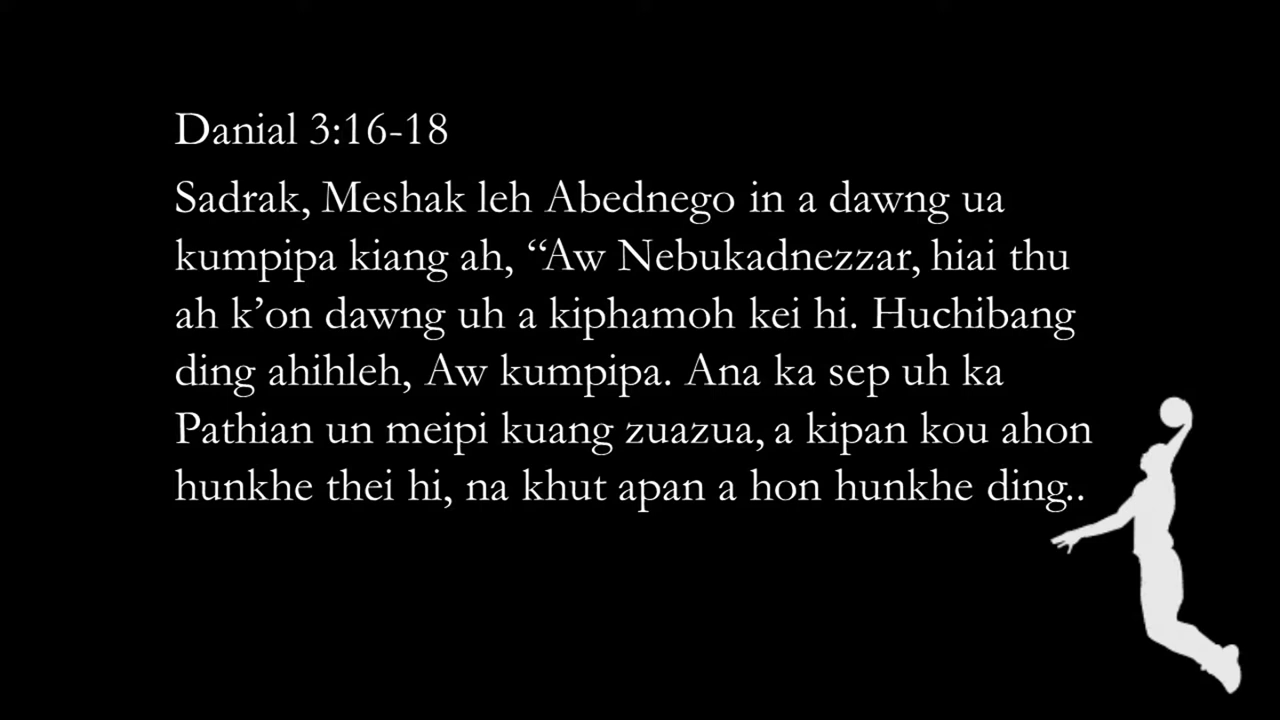 Danial 3:16-18
Sadrak, Meshak leh Abednego in a dawng ua
kumpipa kiang ah, “Aw Nebukadnezzar, hiai thu
ah k’on dawng uh a kiphamoh kei hi. Huchibang
ding ahihleh, Aw kumpipa. Ana ka sep uh ka
Pathian un meipi kuang zuazua, a kipan kou ahon
hunkhe thei hi, na khut apan a hon hunkhe ding..